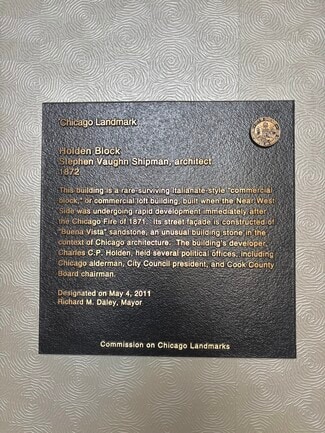 Chicago Landmark
Holden Block
Stephen Vaughn Shipman, architect
1872
This building is a rare-surviving Italianate-style "commercial
block," or commercial loft building, built when the Near West
Side was undergoing rapid development immediately after
the Chicago Fire of 1871. Its street façade is constructed of
"Buena Vista" sandstone, an unusual building stone in the
context of Chicago architecture. The building's developer,
Charles C.P. Holden, held several political offices, including
Chicago alderman, City Council president, and Cook County
Board chairman.
Designated on May 4, 2011
Richard M. Daley, Mayor
Commission on Chicago Landmarks